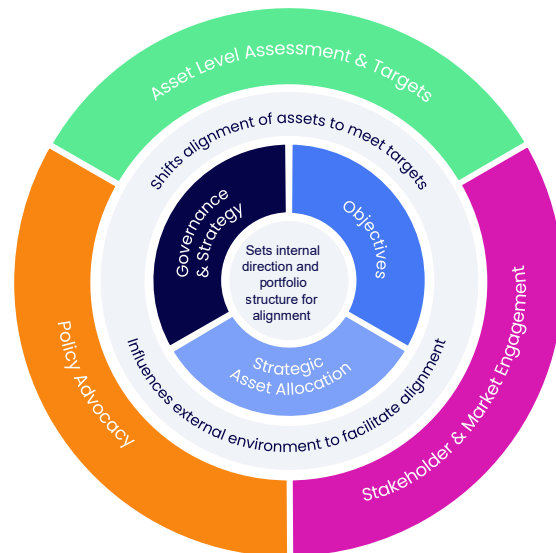 Asset Level Assessment & Targets
Shifts alignment of assets to meet targets
Governance
& Strategy
Objectives
Sets internal
direction and
portfolio
structure for
alignment
Strategic
Asset Allocation
Influences external environment to facilitate alignment
Policy Advocacy
Stakeholder & Market Engagement